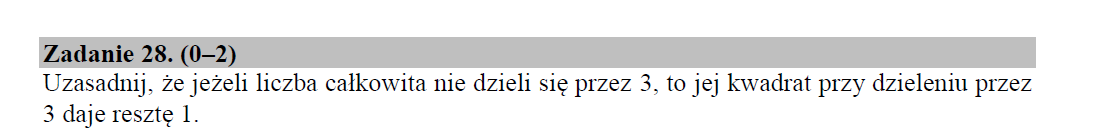 Zadanie 28. (0–2)
Uzasadnij, że jeżeli liczba całkowita nie dzieli się przez 3, to jej kwadrat przy dzieleniu przez
3 daje resztę 1.